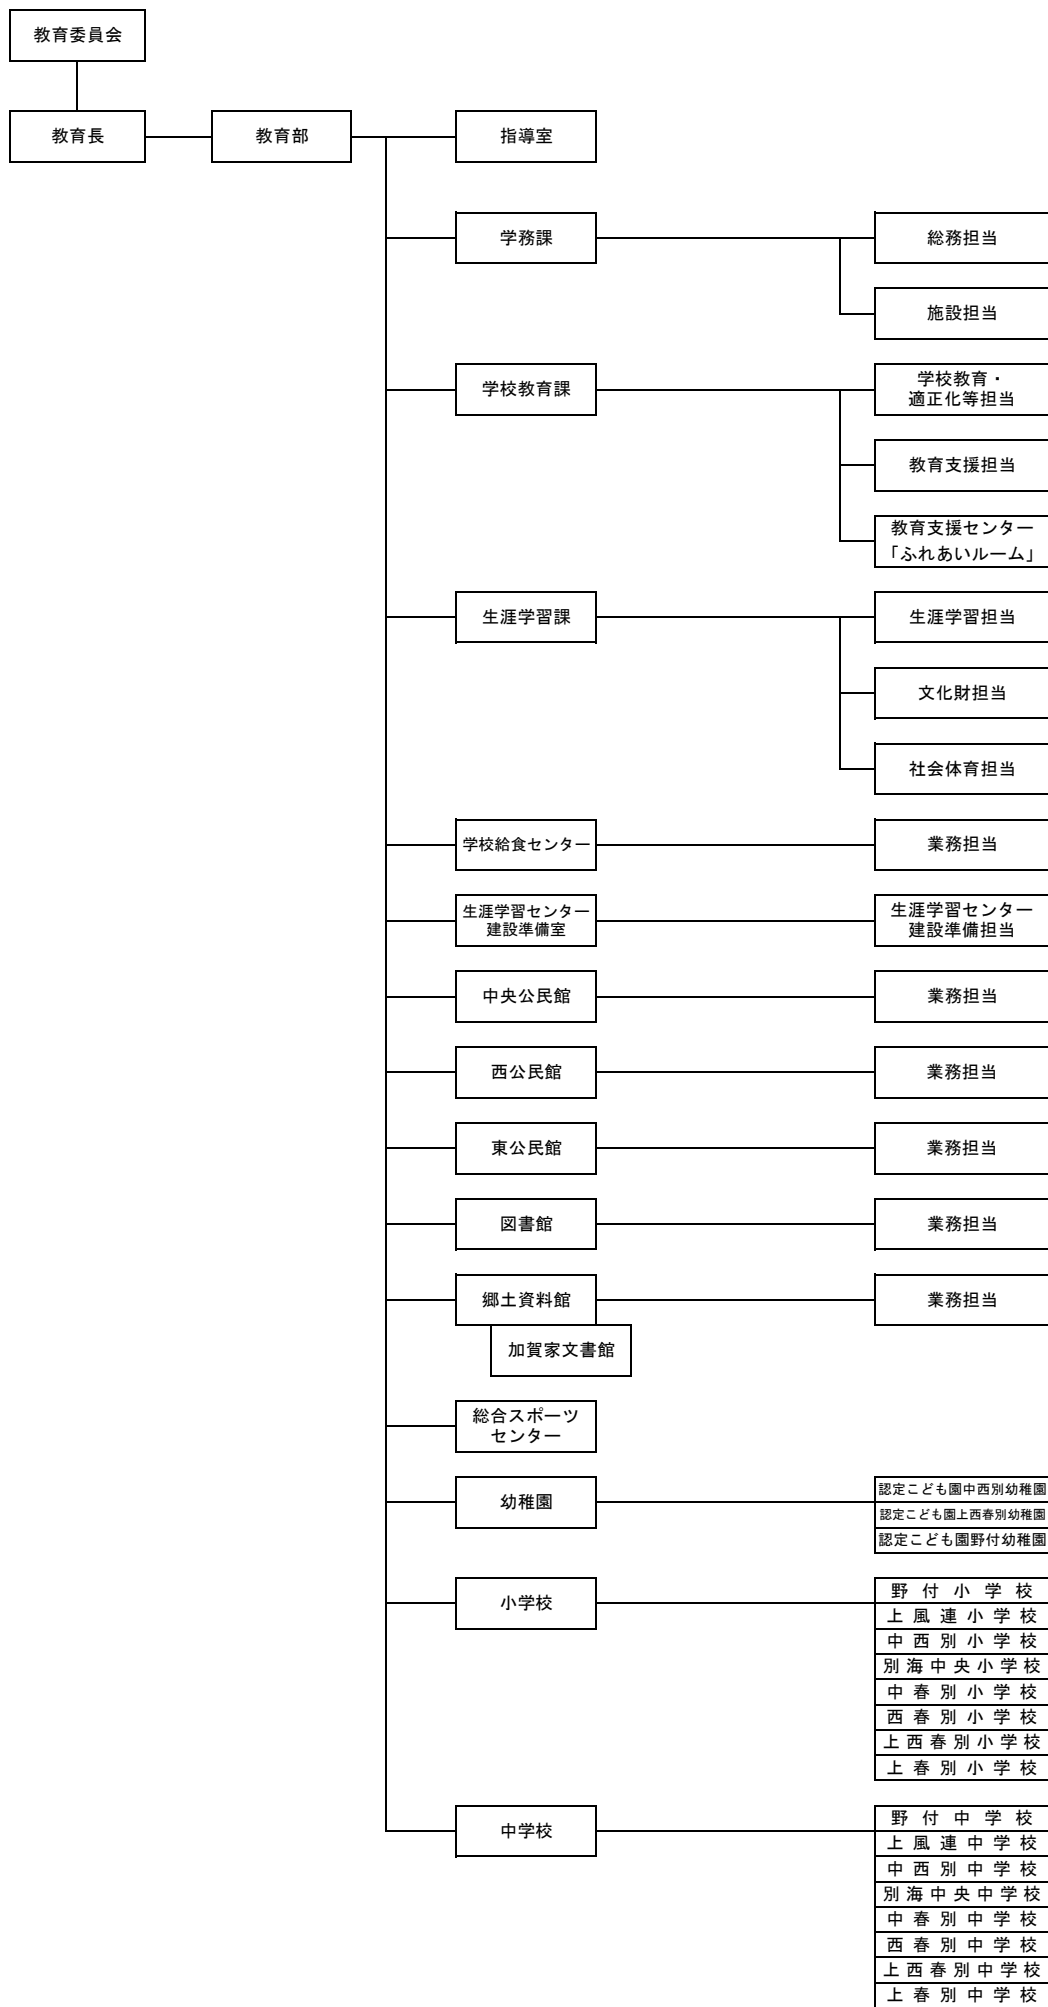 教育委員会
教育長
教育部
指導室
学務課
総務担当
施設担当
学校教育課
学校教育・
適正化等担当
教育支援担当
教育支援センター
「ふれあいルーム」
生涯学習課
生涯学習担当
文化財担当
社会体育担当
学校給食センター
業務担当
生涯学習センター
建設準備室
生涯学習センター
建設準備担当
中央公民館
業務担当
西公民館
業務担当
東公民館
業務担当
図書館
業務担当
郷土資料館
業務担当
加賀家文書館
総合スポーツ
センター
幼稚園
認定こども園中西別幼稚園
認定こども園上西春別幼稚園
認定こども園野付幼稚園
小学校
野付小学校
上風連小学校
中西別小学校
別海中央小学校
中春別小学校
西春別小学校
上西春別小学校
上春別小学校
中学校
野付中学校
上風連中学校
中西別中学校
別海中央中学校
中春別中学校
西春別中学校
上西春別中学校
上春別中学校